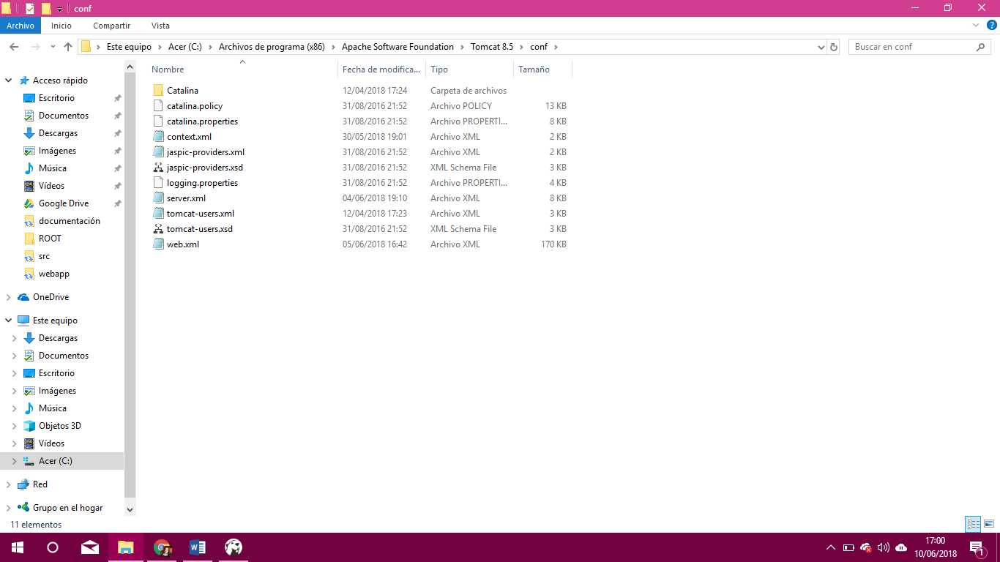 conf
Archivo Inicio Compartir Vista
Este equipo Acer (C:) Archivos de programa (x86) Apache Software Foundation Tomcat 8.5 conf
Buscar en conf
Acceso rápido
Escritorio
Documentos
Descargas
Imágenes
Música
Vídeos
Google Drive
documentación
ROOT
src
webapp
OneDrive
Este equipo
Descargas
Documentos
Escritorio
Imágenes
Música
Objetos 3D
Vídeos
Acer (C:)
Red
Grupo en el hogar
Nombre Fecha de modifica... Tipo Tamaño
Catalina 12/04/2018 17:24 Carpeta de archivos
catalina.policy 31/08/2016 21:52 Archivo POLICY 13 KB
catalina.properties 31/08/2016 21:52 Archivo PROPERTI... 8 KB
context.xml 30/05/2018 19:01 Archivo XML 2 KB
jaspic-providers.xml 31/08/2016 21:52 Archivo XML 2 KB
jaspic-providers.xsd 31/08/2016 21:52 XML Schema File 3 KB
logging.properties 31/08/2016 21:52 Archivo PROPERTI... 4 KB
server.xml 04/06/2018 19:10 Archivo XML 8 KB
tomcat-users.xml 12/04/2018 17:23 Archivo XML 3 KB
tomcat-users.xsd 31/08/2016 21:52 XML Schema File 3 KB
web.xml 05/06/2018 16:42 Archivo XML 170 KB
11 elementos
17:00
10/06/2018
1